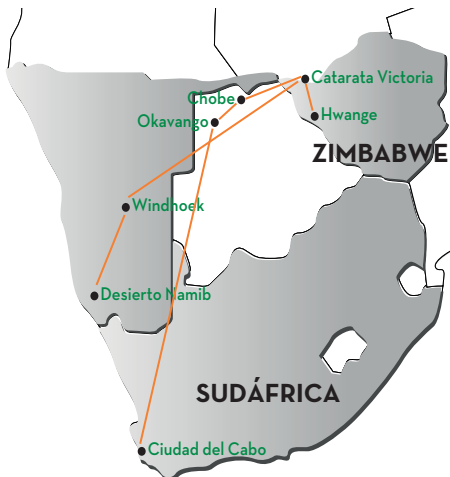 Catarata Victoria
Chobe
Hwange
Okavango
ZIMBABWE
Windhoek
Desierto Namib
SUDÁFRICA
Ciudad del Cabo